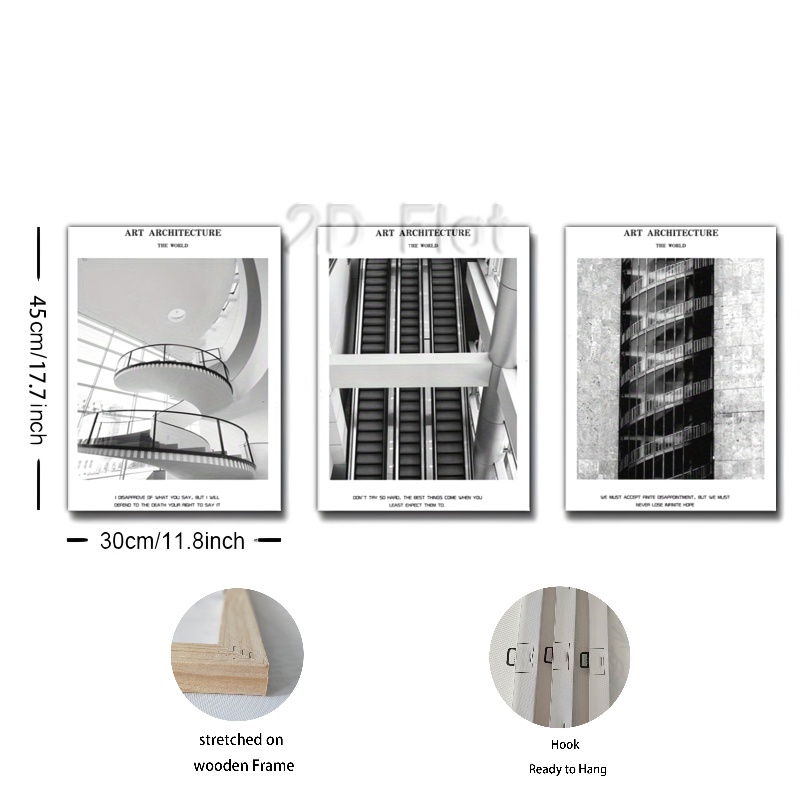 2D Flat
ART ARCHITECTURE
THE WORLD
I DISAPPROVE OF WHAT YOU SAY, BUT I WILL
DEFEND TO THE DEATH YOUR RIGHT TO SAY IT
ART ARCHITECTURE
THE WORLD
DON'T TRY SO HARD, THE BEST THINGS COME WHEN YOU
LEAST EXPECT THEM TO.
ART ARCHITECTURE
THE WORLD
WE MUST ACCEPT FINITE DISAPPOINTMENT, BUT WE MUST
NEVER LOSE INFINITE HOPE
45cm/17.7inch
30cm/11.8inch
stretched on
wooden Frame
Hook
Ready to Hang